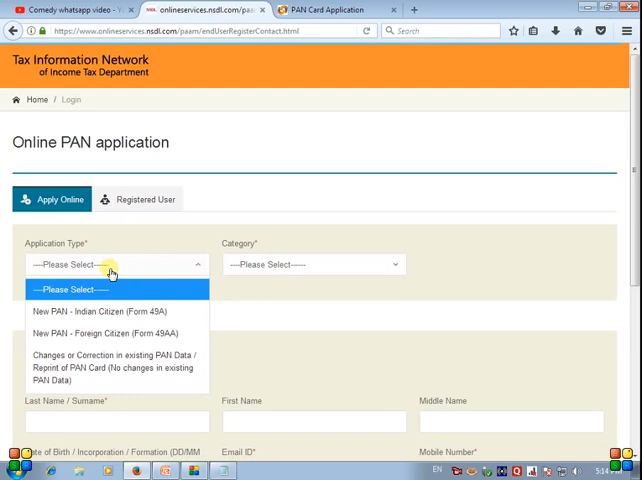 Comedy whatsapp video - Y
onlineservices.nsdl.com/paa
PAN Card Application
https://www.onlineservices.nsdl.com/paam/endUserRegisterContact.html
Search
Tax Information Network
of Income Tax Department
Home / Login
Online PAN application
Apply Online
Registered User
Application Type*
Category*
----Please Select------
----Please Select------
----Please Select------
New PAN - Indian Citizen (Form 49A)
New PAN - Foreign Citizen (Form 49AA)
Changes or Correction in existing PAN Data /
Reprint of PAN Card (No changes in existing
PAN Data)
Last Name / Surname*
First Name
Middle Name
Date of Birth / Incorporation / Formation (DD/MM
Email ID*
Mobile Number*
EN
5:14